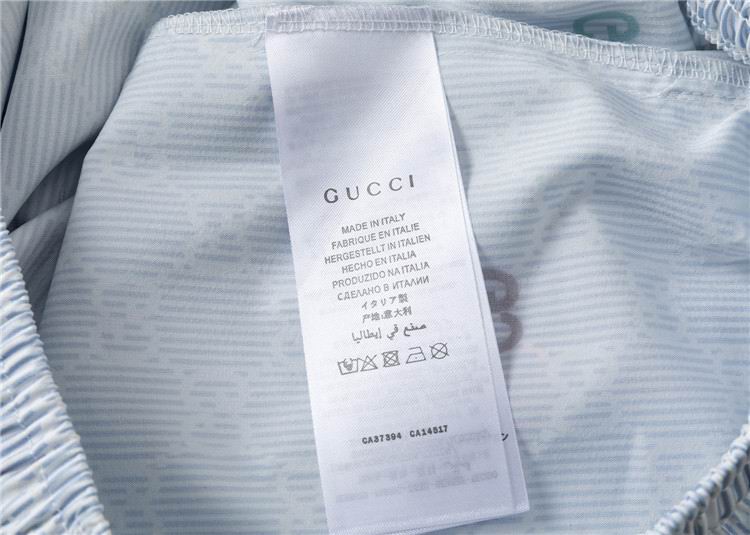 GUCCI
MADE IN ITALY
FABRIQUE EN ITALIE
HERGESTELLT IN ITALIEN
HECHO EN ITALIA
PRODUZIDO NA ITALIA
СДЕЛАНО В ИТАЛИИ
イタリア製
产地:意大利
صنع في إيطاليا
CA37394 CA14517